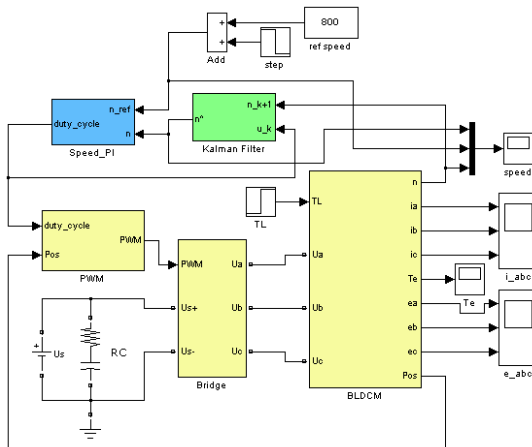 800
ref speed
+
+
Add
step
n_ref
duty_cycle
n
Speed_PI
n^
n_k+1
u_k
Kalman Filter
speed
TL
TL
n
ia
ib
ic
Te
ea
eb
ec
Pos
Ua
Ub
Uc
BLDCM
i_abc
Te
e_abc
duty_cycle
Pos
PWM
PWM
PWM
Us+
Us-
Ua
Ub
Uc
Bridge
+
Us
RC